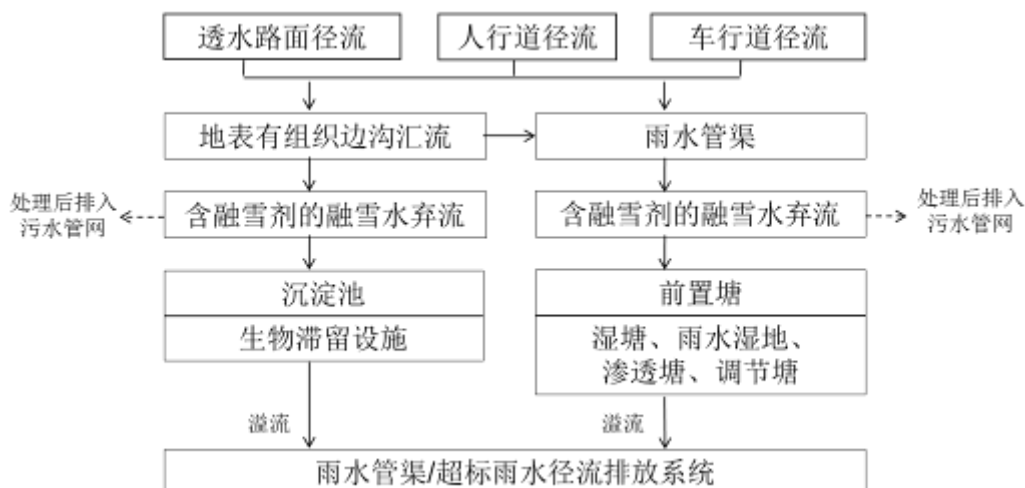 透水路面径流
人行道径流
车行道径流
地表有组织边沟汇流
雨水管渠
处理后排入
污水管网
含融雪剂的融雪水弃流
含融雪剂的融雪水弃流
处理后排入
污水管网
沉淀池
生物滞留设施
前置塘
湿塘、雨水湿地、
渗透塘、调节塘
溢流
溢流
雨水管渠/超标雨水径流排放系统